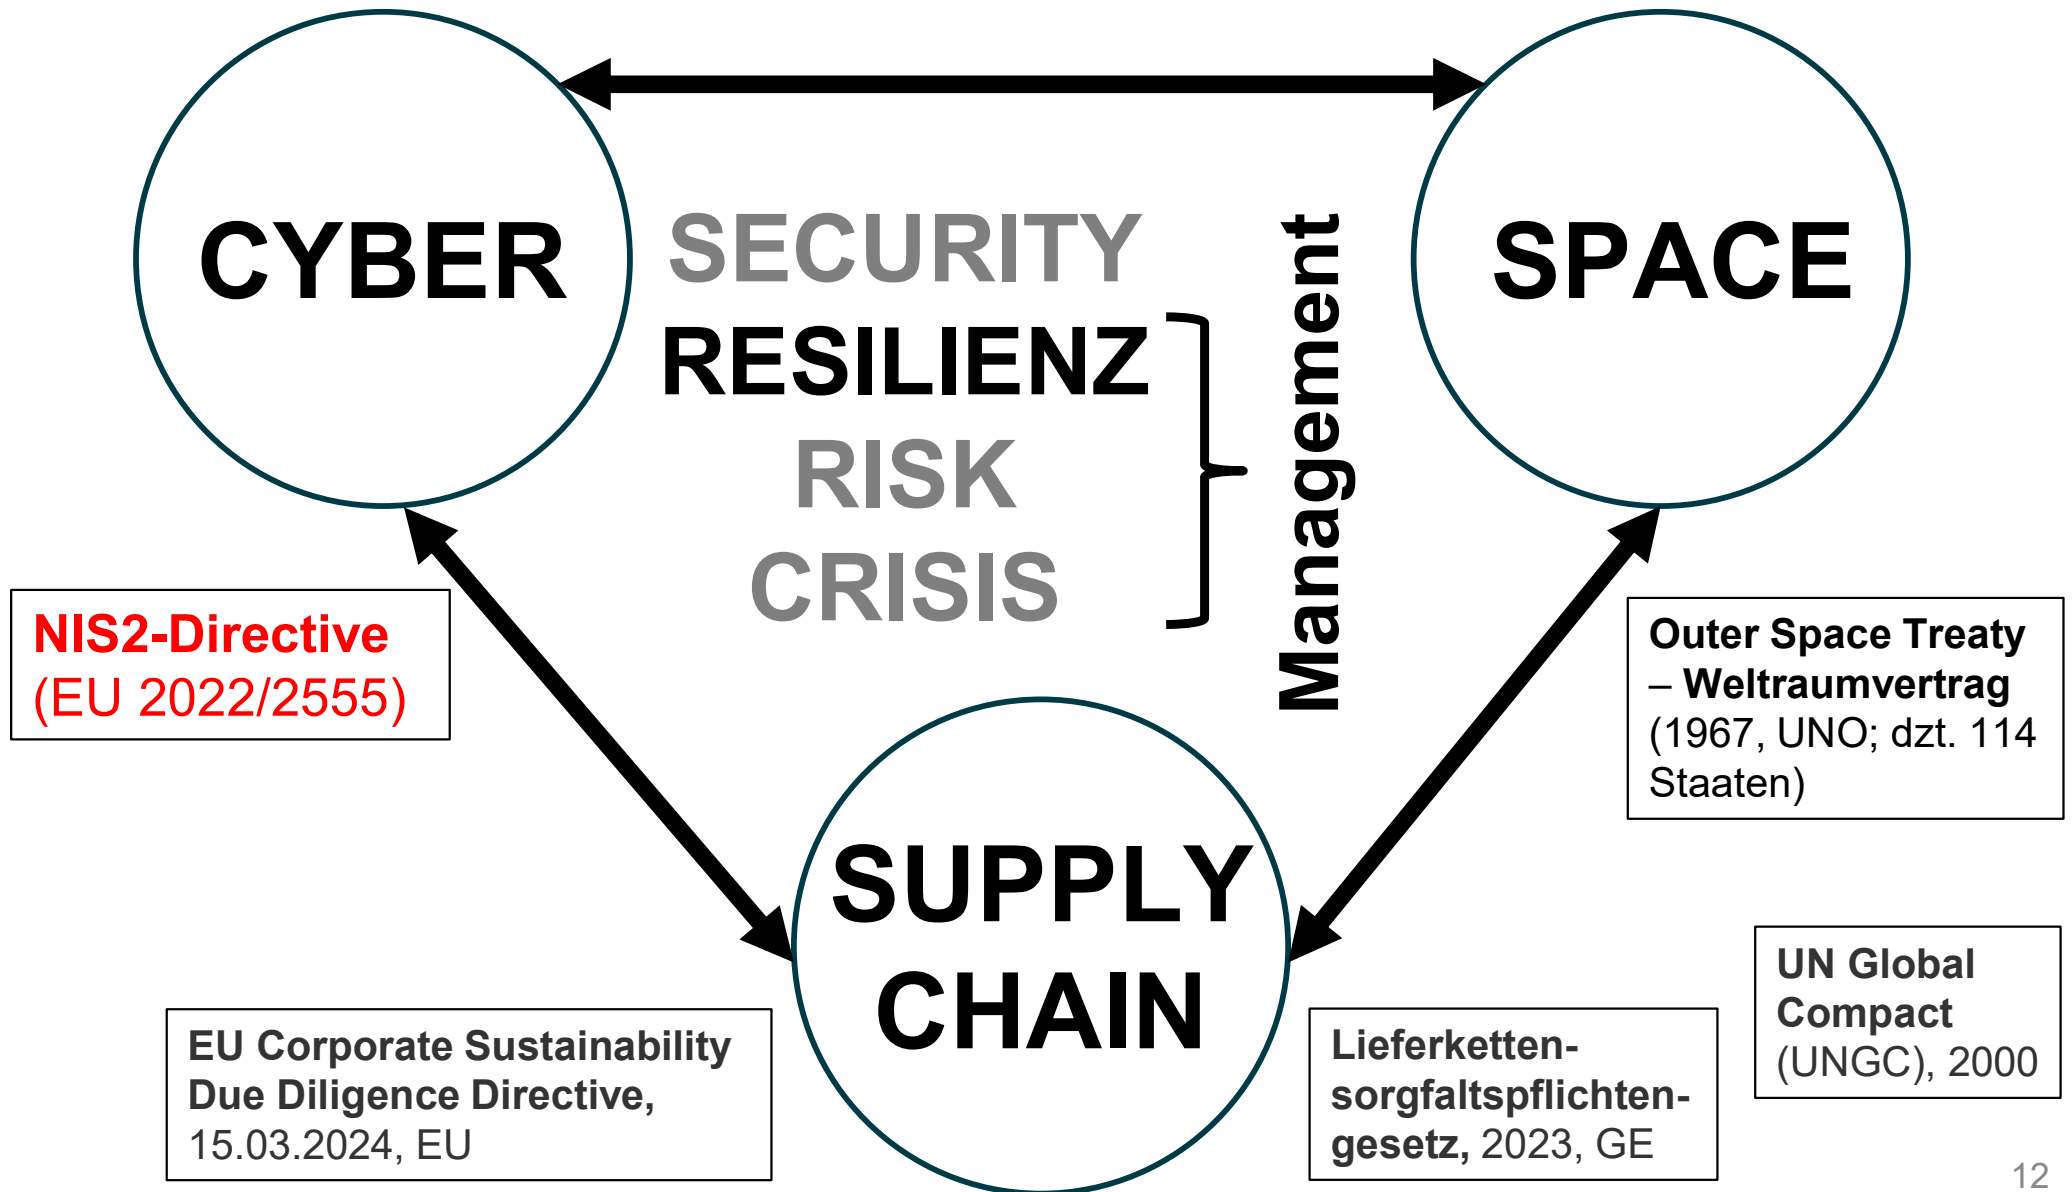 CYBER
SECURITY
RESILIENZ
RISK
CRISIS
Management
SPACE
NIS2-Directive
(EU 2022/2555)
Outer Space Treaty
– Weltraumvertrag
(1967, UNO; dzt. 114
Staaten)
SUPPLY
CHAIN
EU Corporate Sustainability
Due Diligence Directive,
15.03.2024, EU
Lieferketten-
sorgfaltspflichten-
gesetz, 2023, GE
UN Global
Compact
(UNGC), 2000
12